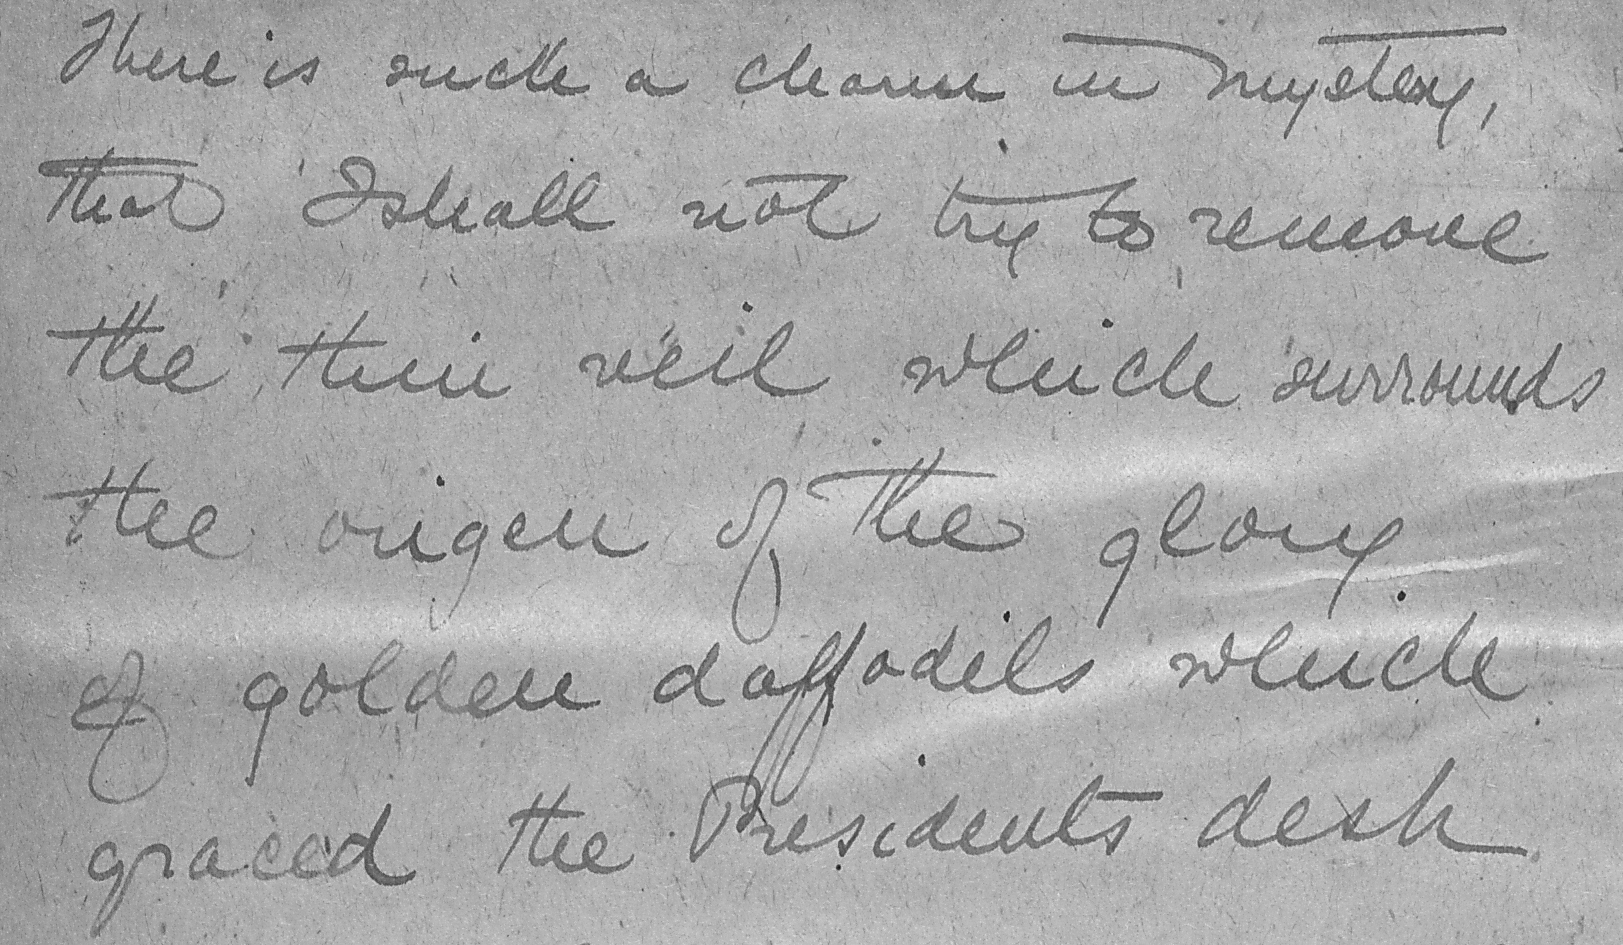 There is such a charm in mystery,
that I shall not try to remove
the thin veil which surrounds
the origen of the glory
of golden daffodils which
graced the Presidents desk